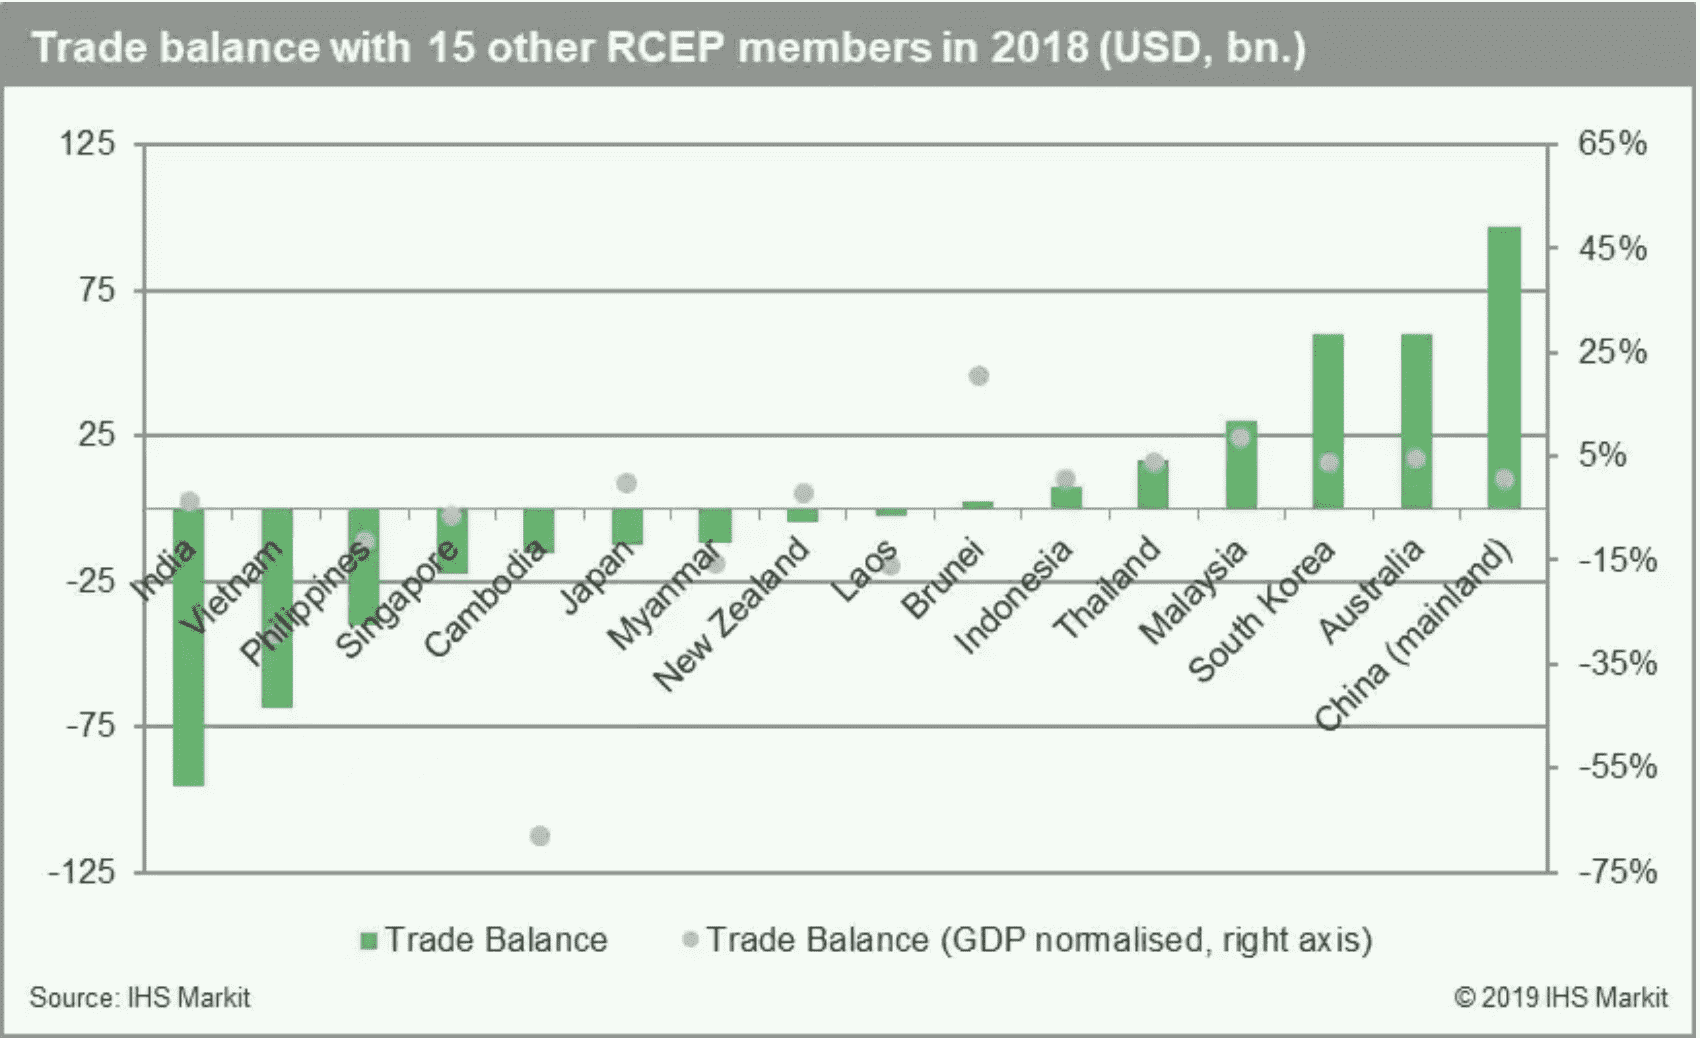 Trade balance with 15 other RCEP members in 2018 (USD, bn.)
125
75
25
-25
-75
-125
65%
45%
25%
5%
-15%
-35%
-55%
-75%
India
Vietnam
Philippines
Singapore
Cambodia
Japan
Myanmar
New Zealand
Laos
Brunei
Indonesia
Thailand
Malaysia
South Korea
Australia
China (mainland)
Trade Balance
Trade Balance (GDP normalised, right axis)
Source: IHS Markit
© 2019 IHS Markit